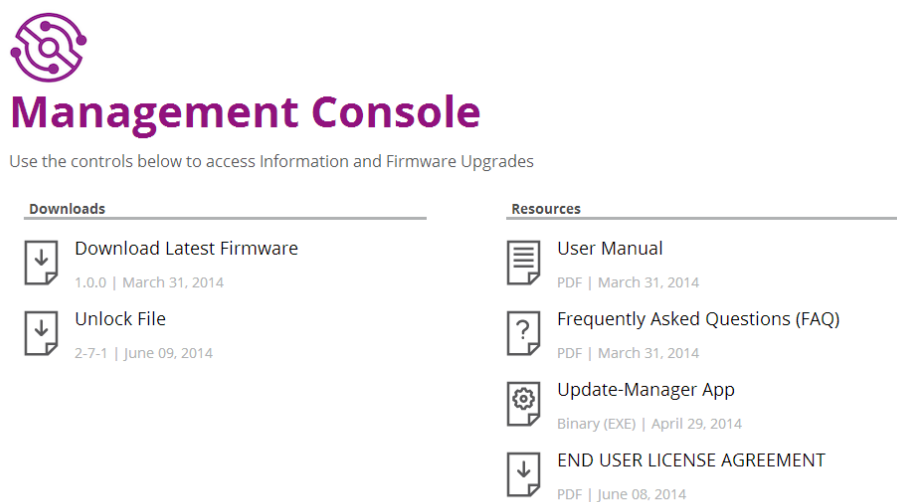 Management Console
Use the controls below to access Information and Firmware Upgrades
Downloads
Download Latest Firmware
1.0.0 | March 31, 2014
Unlock File
2-7-1 | June 09, 2014
Resources
User Manual
PDF | March 31, 2014
Frequently Asked Questions (FAQ)
PDF | March 31, 2014
Update-Manager App
Binary (EXE) | April 29, 2014
END USER LICENSE AGREEMENT
PDF | June 08, 2014